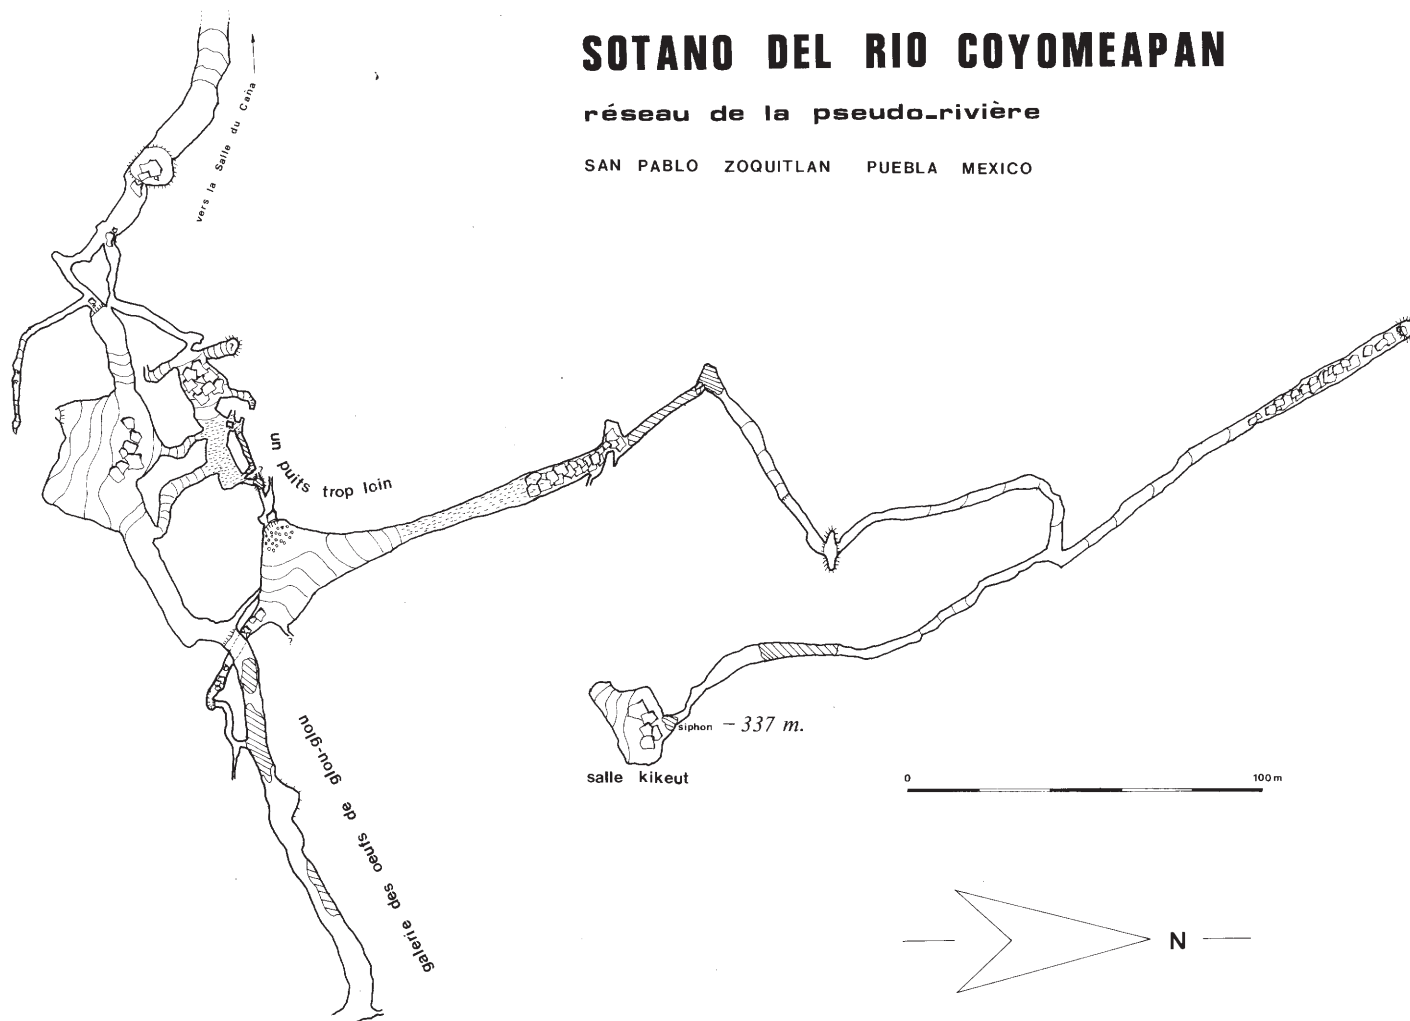 SOTANO DEL RIO COYOMEAPAN
réseau de la pseudo-rivière
SAN PABLO ZOQUITLAN PUEBLA MEXICO
vers la Salle du Caña
?
un puits trop loin
?
?
siphon - 337 m.
salle kikeut
0 100m
galerie des oeufs de glou-glou
N